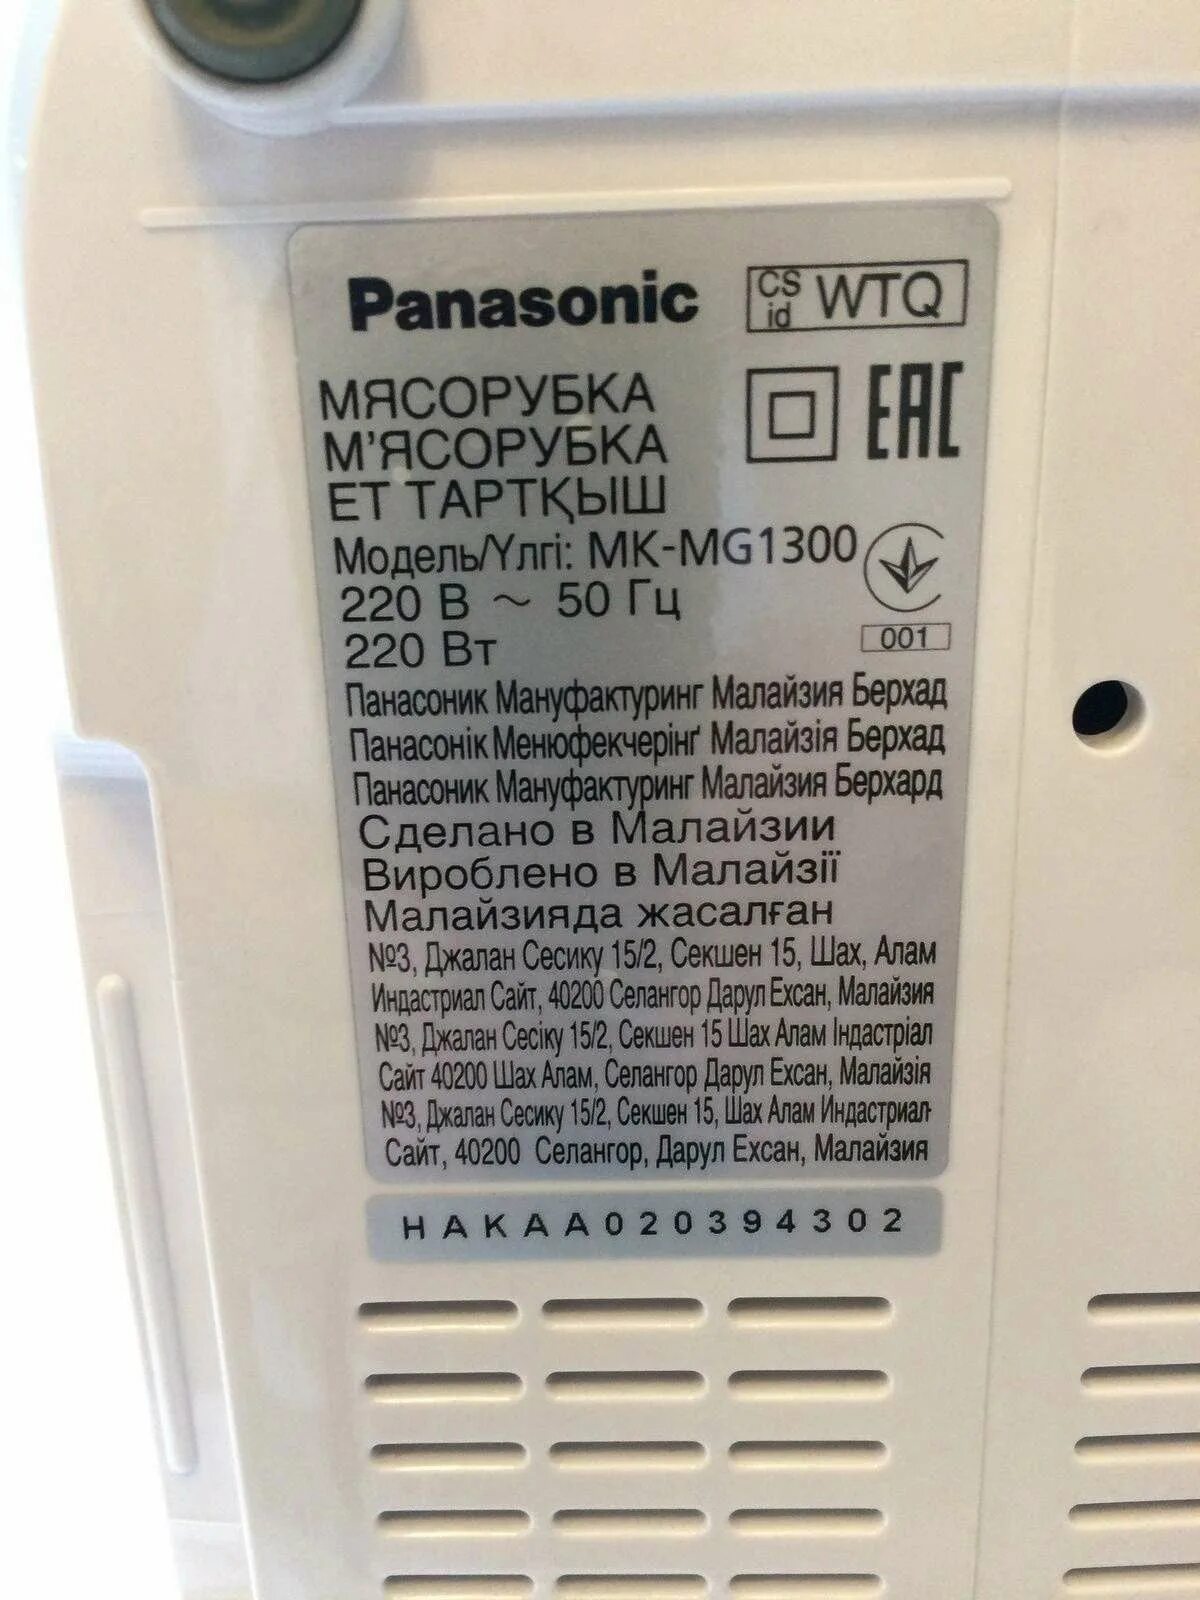 Panasonic
CS id WTQ
МЯСОРУБКА
М'ЯСОРУБКА
ЕТ ТАРТҚЫШ
EAC
Модель/Үлгі: MK-MG1300
220 В ~ 50 Гц
220 Вт
001
Панасоник Мануфактуринг Малайзия Берхад
Панасонік Менюфекчерінґ Малайзія Берхад
Панасоник Мануфактуринг Малайзия Берхард
Сделано в Малайзии
Вироблено в Малайзії
Малайзияда жасалған
№3, Джалан Сесику 15/2, Секшен 15, Шах, Алам
Индастриал Сайт, 40200 Селангор Дарул Ехсан, Малайзия
№3, Джалан Сесіку 15/2, Секшен 15 Шах Алам Індастріал
Сайт 40200 Шах Алам, Селангор Дарул Ехсан, Малайзія
№3, Джалан Сесику 15/2, Секшен 15, Шах Алам Индастриал
Сайт, 40200 Селангор, Дарул Ехсан, Малайзия
HAKAA020394302